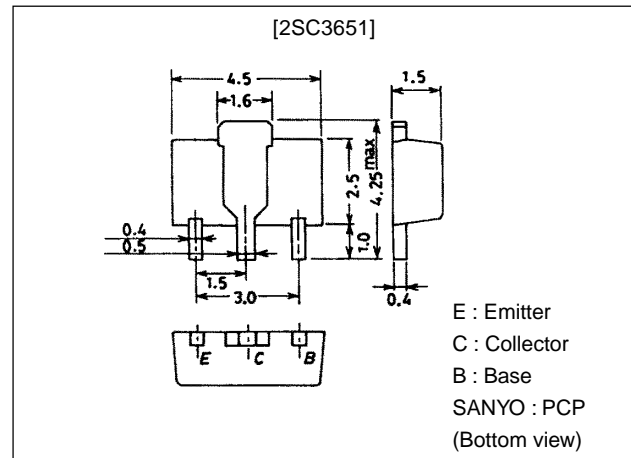 [2SC3651]
4.5
1.6
1.5
2.5
4.25max
1.0
0.4
0.5
1.5
3.0
0.4
E C B
E : Emitter
C : Collector
B : Base
SANYO : PCP
(Bottom view)